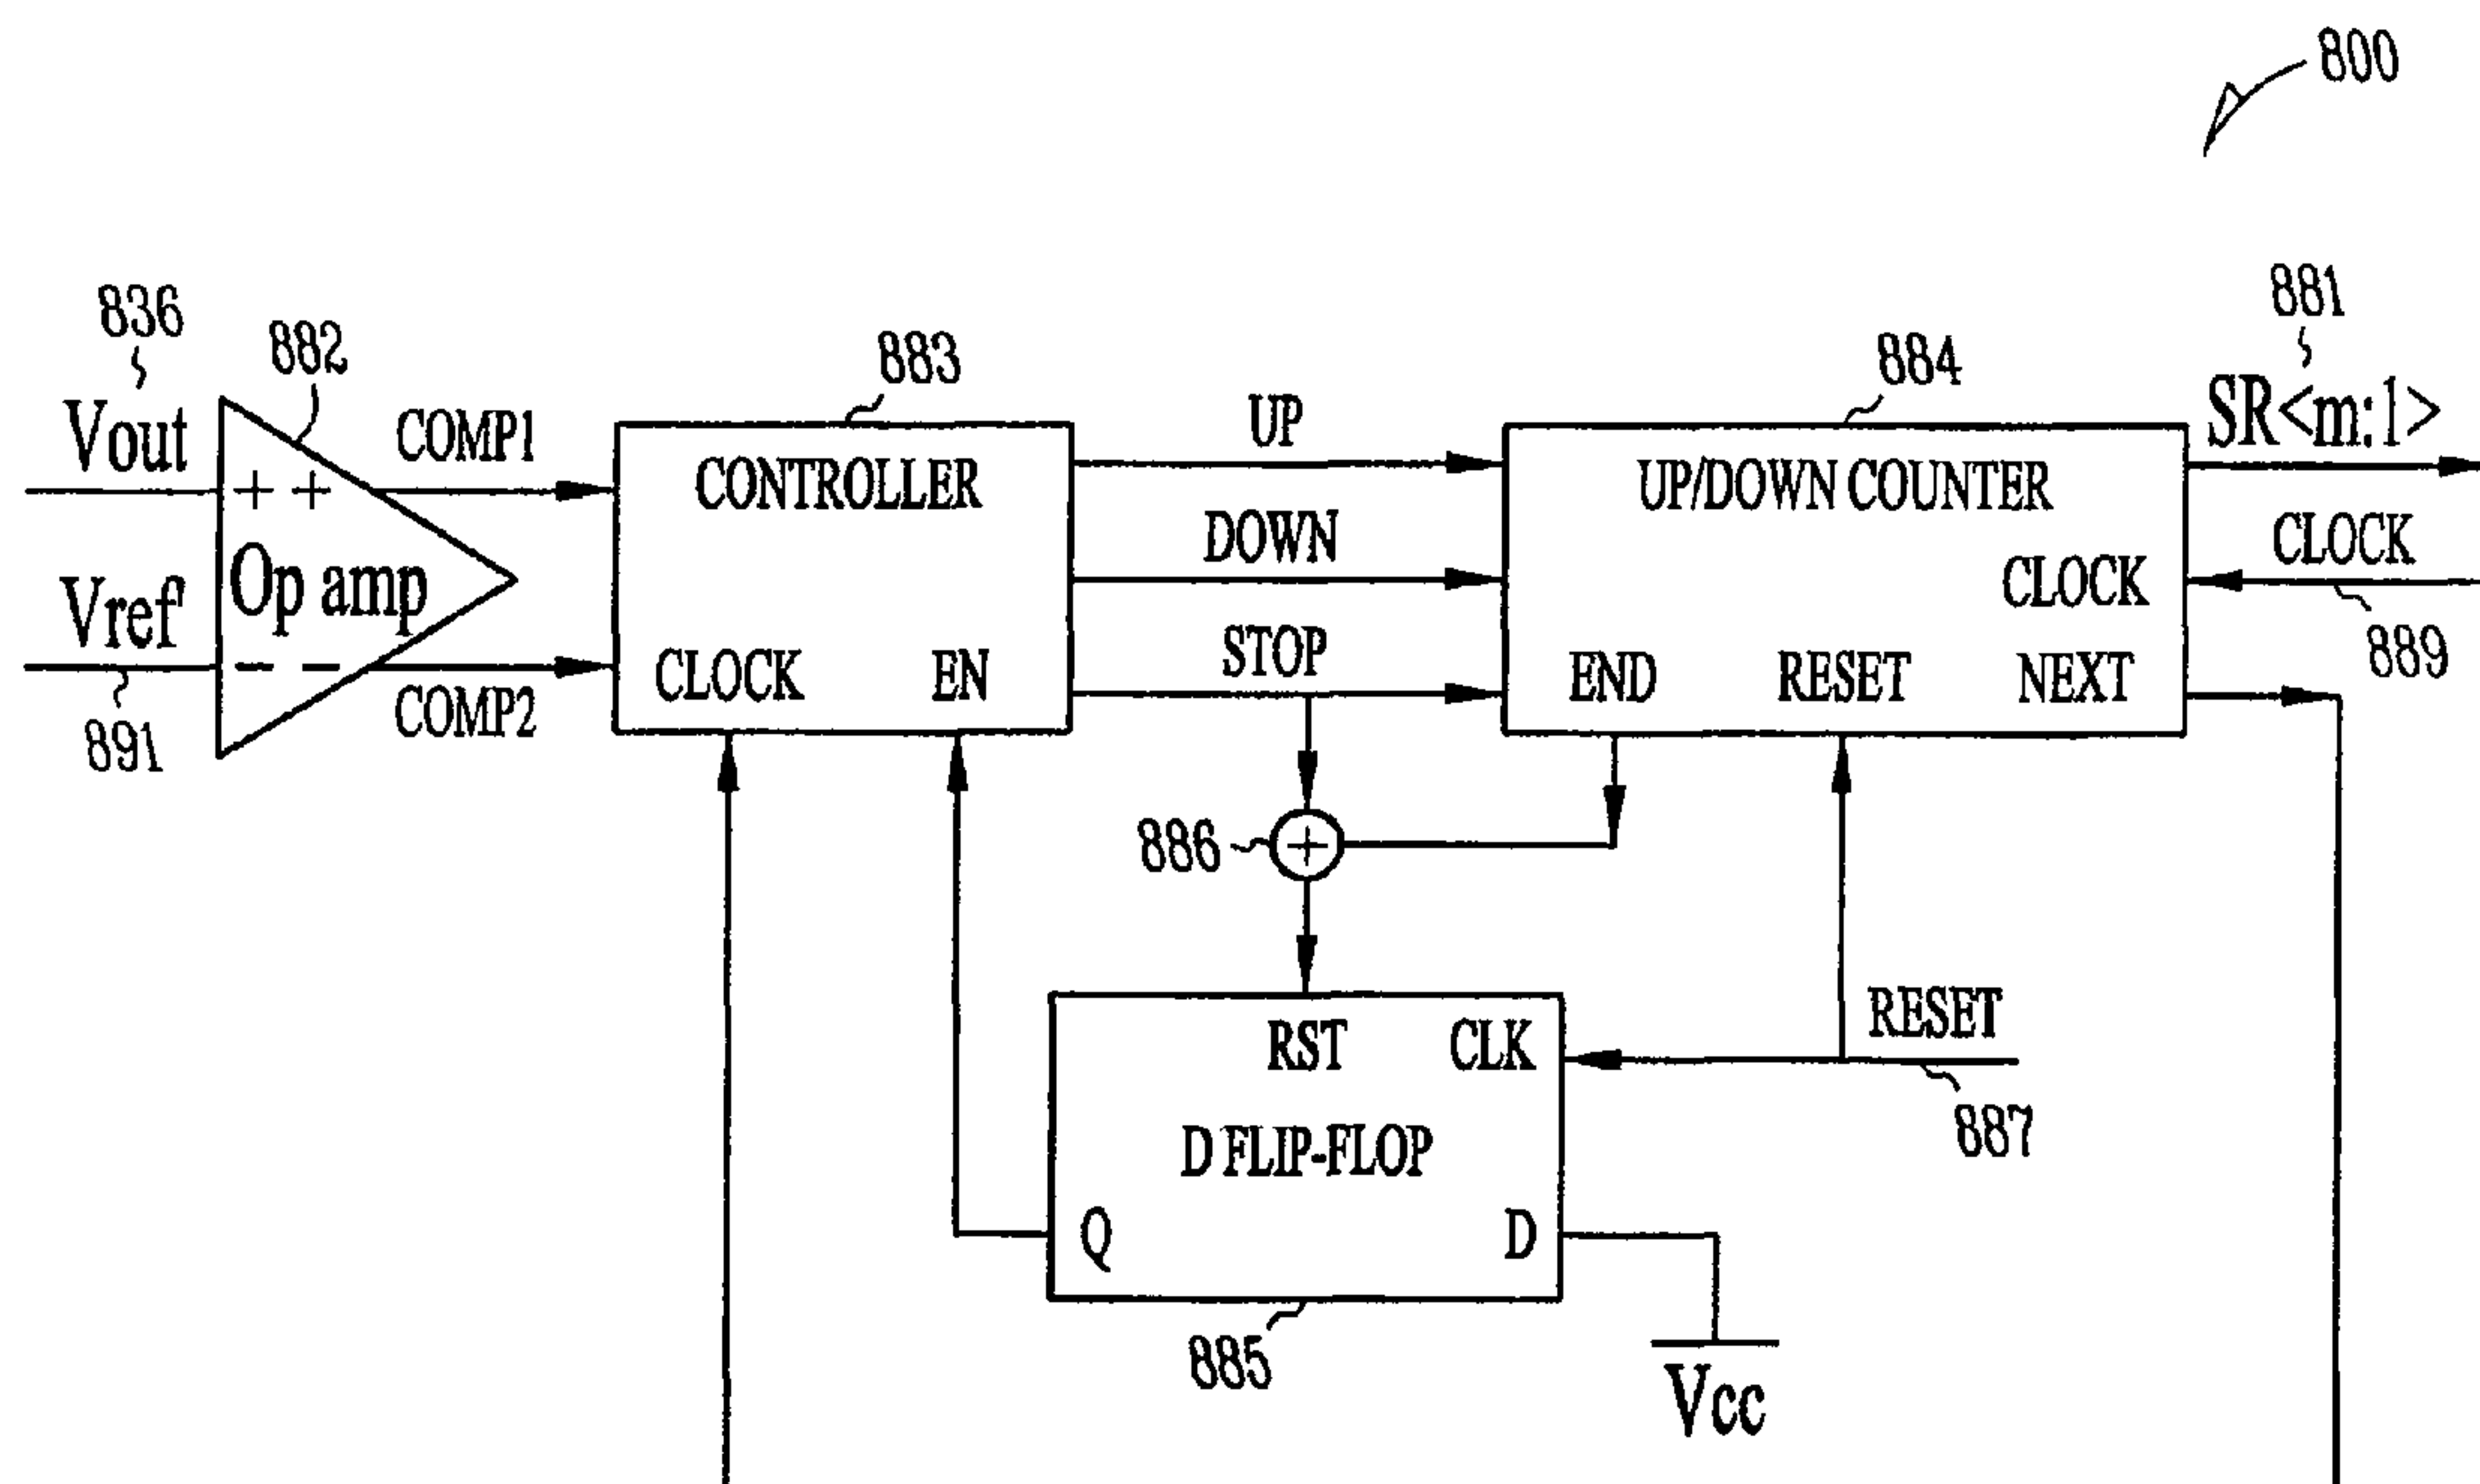 800
836
882
883
884
881
Vout
COMP1
UP
SR<m:1>
+ +
CONTROLLER
UP/DOWN COUNTER
DOWN
CLOCK
Op amp
CLOCK
Vref
STOP
889
- -
CLOCK
EN
END
RESET
NEXT
COMP2
891
886
+
RST
CLK
RESET
D FLIP-FLOP
887
Q
D
885
Vcc